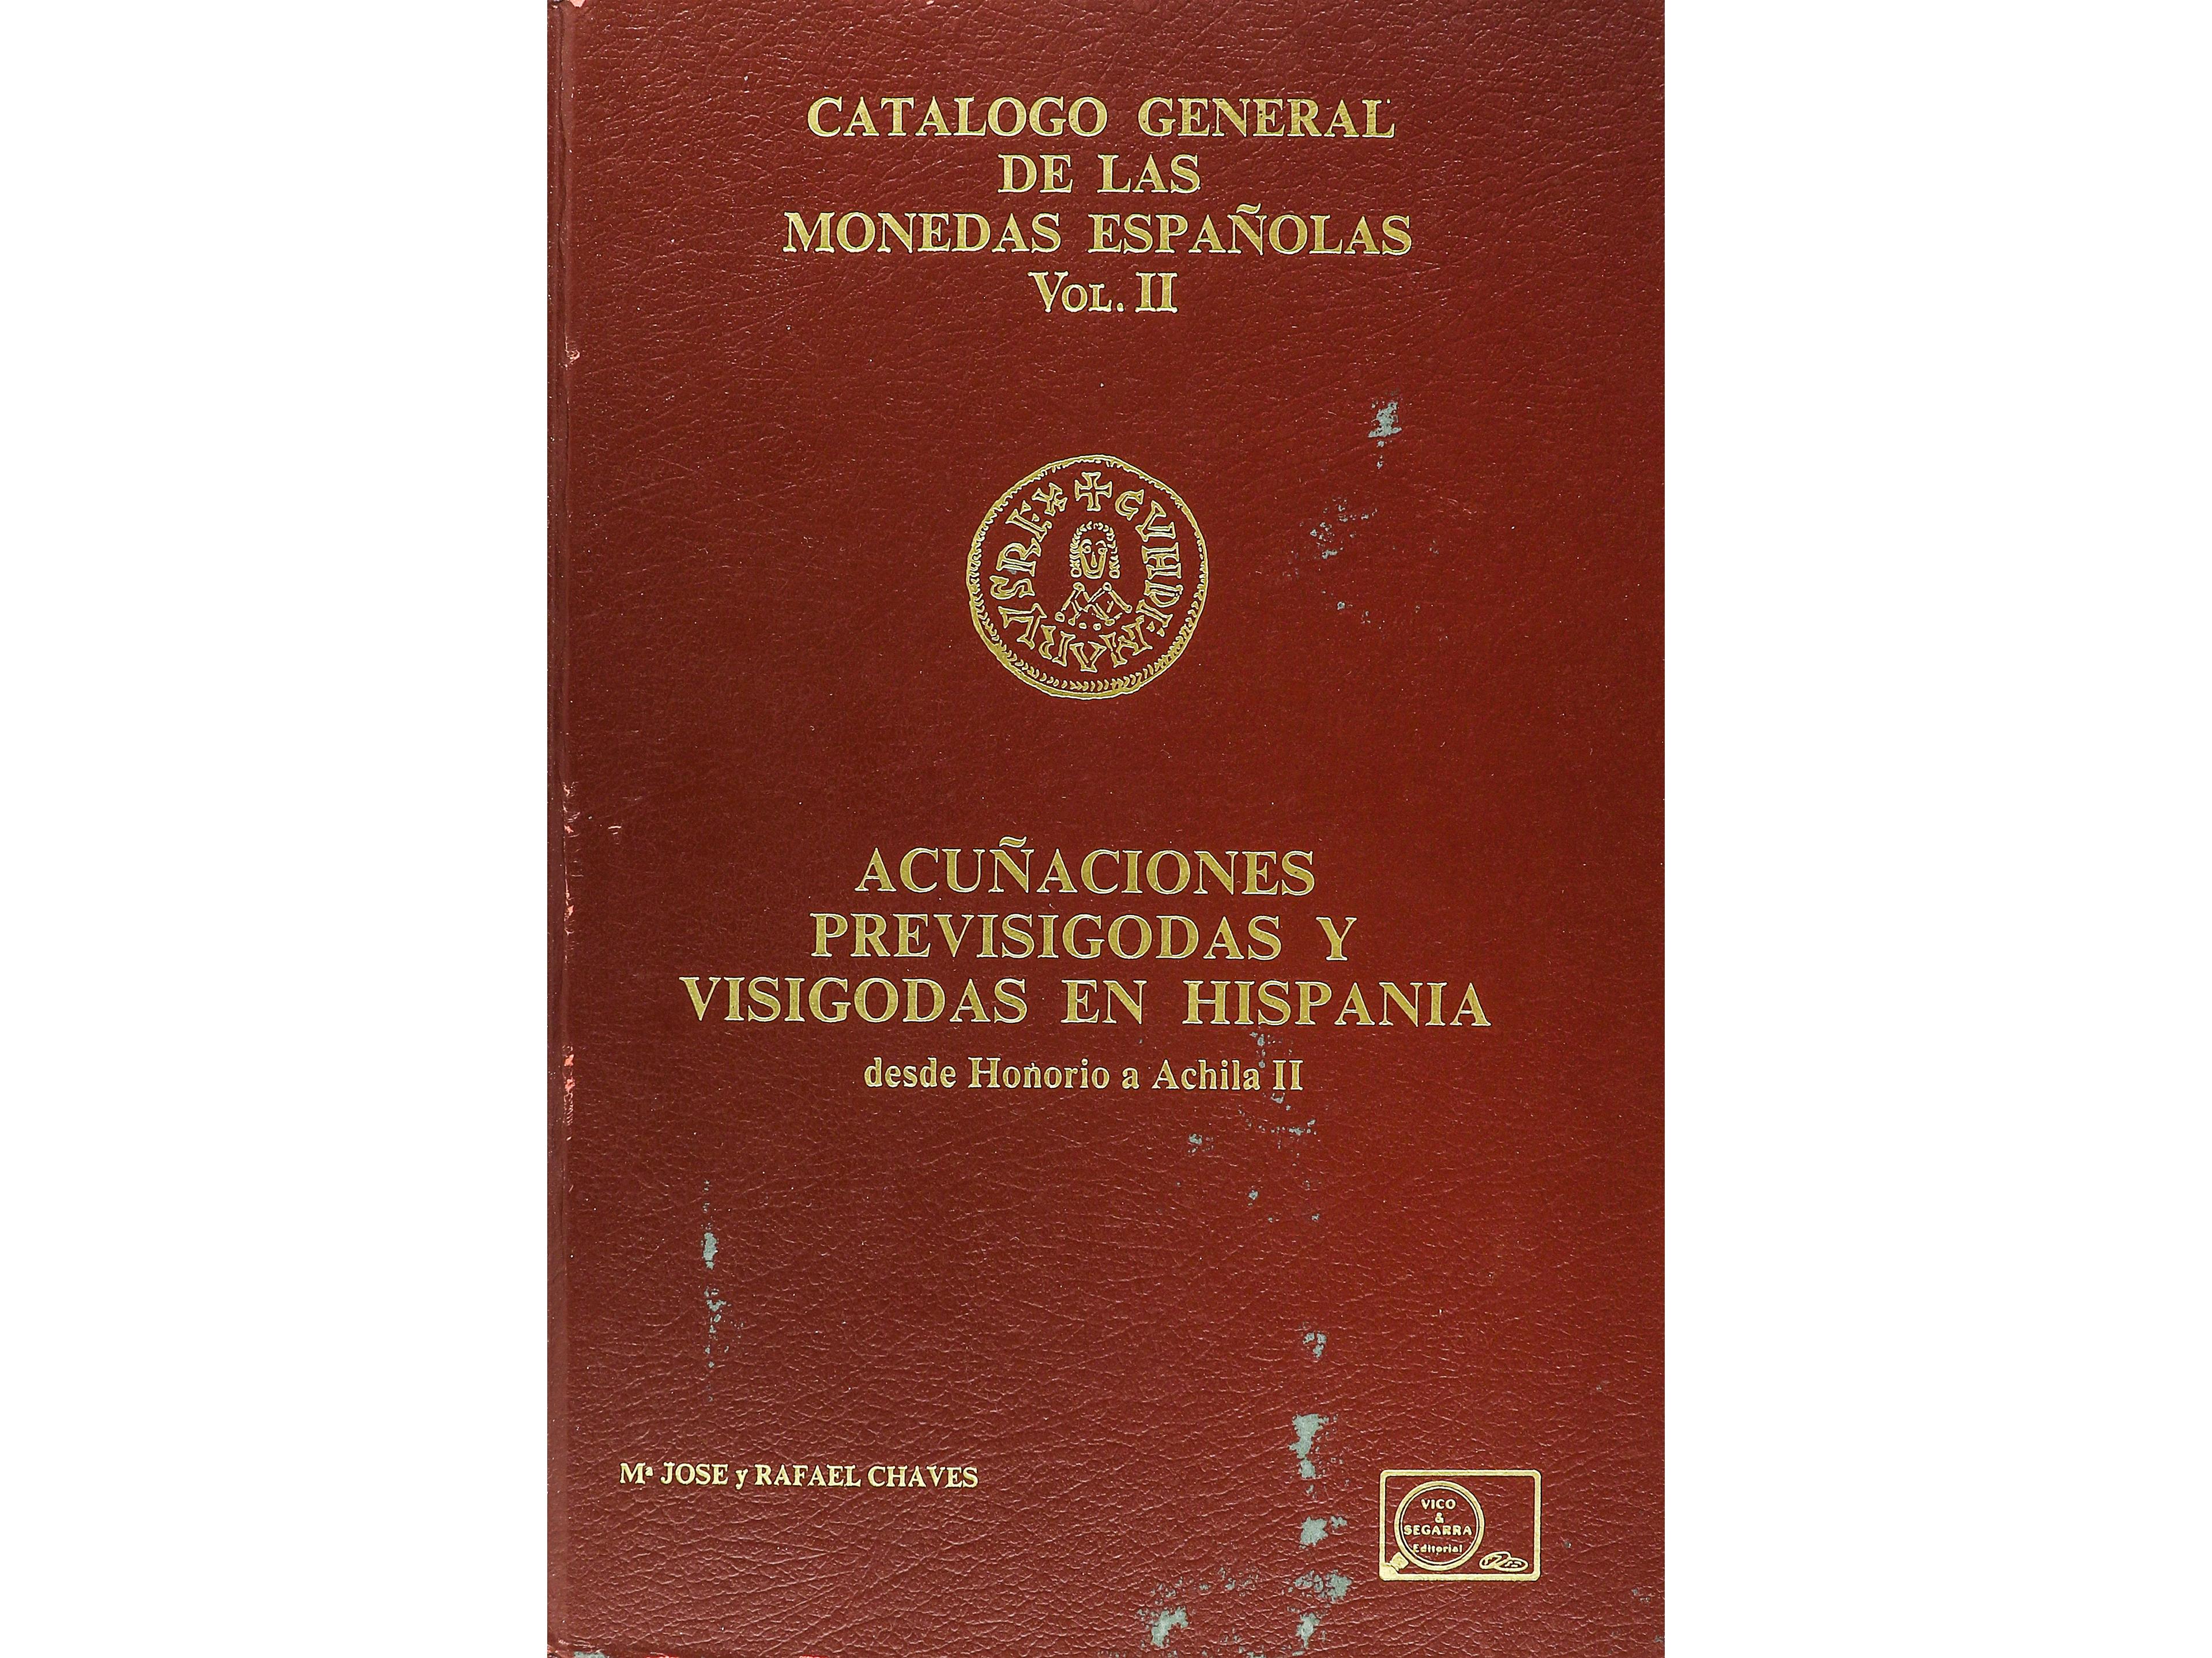 CATALOGO GENERAL
DE LAS
MONEDAS ESPAÑOLAS
VOL. II
ACUÑACIONES
PREVISIGODAS Y
VISIGODAS EN HISPANIA
desde Honorio a Achila II
Mª JOSE y RAFAEL CHAVES
VICO
&
SEGARRA
Editorial